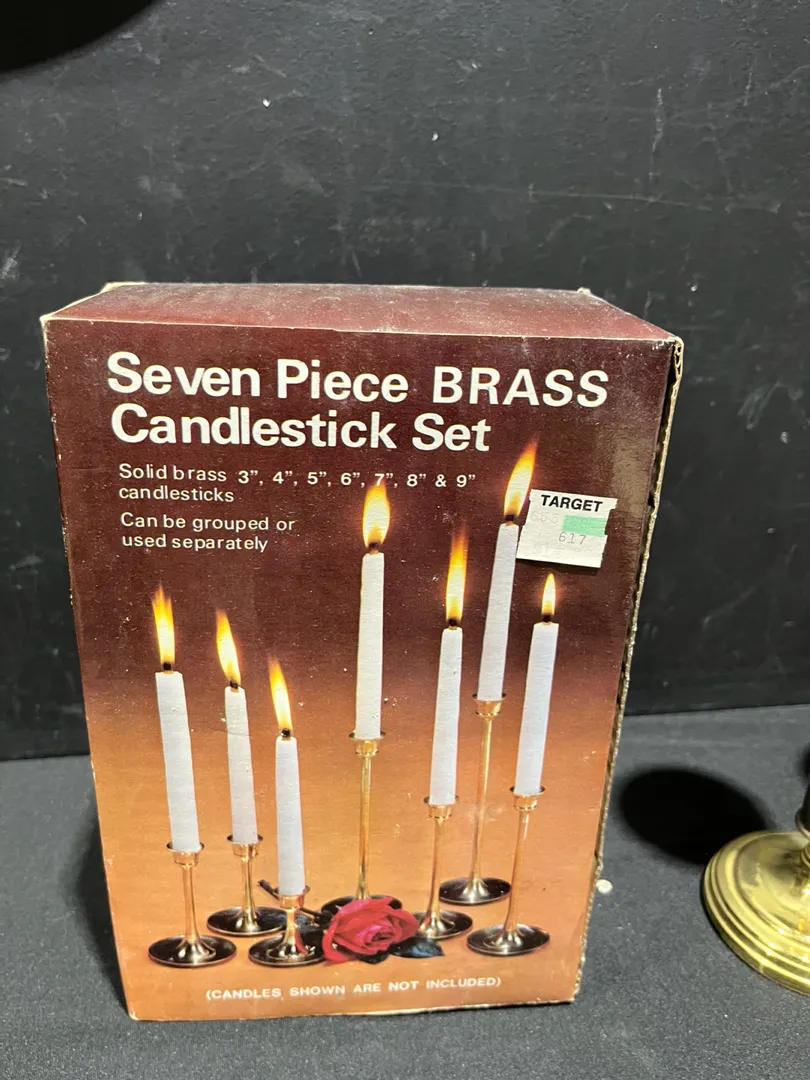 Seven Piece BRASS
Candlestick Set
Solid brass 3", 4", 5", 6", 7", 8" & 9"
candlesticks
Can be grouped or
used separately
TARGET
617
(CANDLES SHOWN ARE NOT INCLUDED)